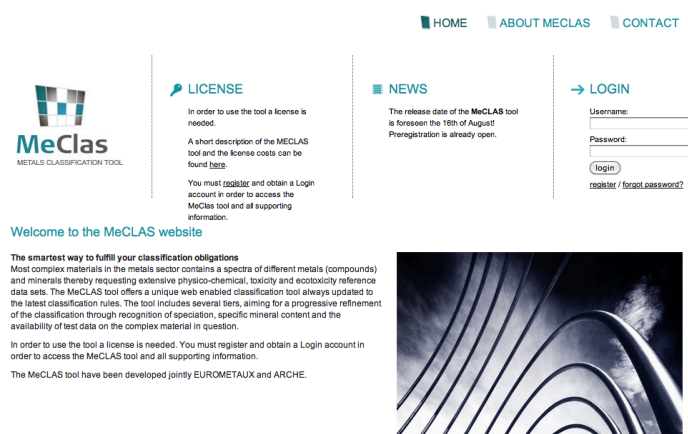 HOME
ABOUT MECLAS
CONTACT
MeClas
METALS CLASSIFICATION TOOL
LICENSE
In order to use the tool a license is
needed.
A short description of the MECLAS
tool and the license costs can be
found here.
You must register and obtain a Login
account in order to access the
MeClas tool and all supporting
information.
NEWS
The release date of the MeCLAS tool
is foreseen the 16th of August!
Preregistration is already open.
LOGIN
Username:
Password:
login
register / forgot password?
Welcome to the MeCLAS website
The smartest way to fulfill your classification obligations
Most complex materials in the metals sector contains a spectra of different metals (compounds)
and minerals thereby requesting extensive physico-chemical, toxicity and ecotoxicity reference
data sets. The MeCLAS tool offers a unique web enabled classification tool always updated to
the latest classification rules. The tool includes several tiers, aiming for a progressive refinement
of the classification through recognition of speciation, specific mineral content and the
availability of test data on the complex material in question.
In order to use the tool a license is needed. You must register and obtain a Login account in
order to access the MeCLAS tool and all supporting information.
The MeCLAS tool have been developed jointly EUROMETAUX and ARCHE.